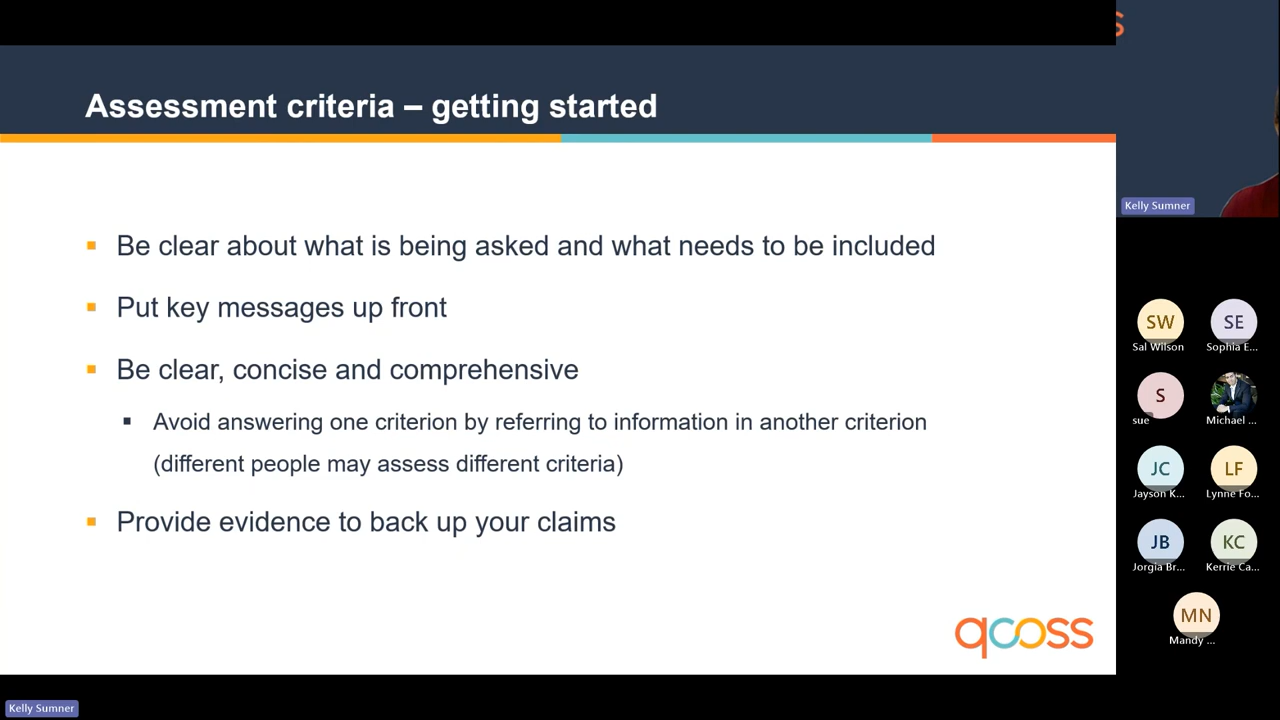 Assessment criteria – getting started
Be clear about what is being asked and what needs to be included
Put key messages up front
Be clear, concise and comprehensive
Avoid answering one criterion by referring to information in another criterion
(different people may assess different criteria)
Provide evidence to back up your claims
qcoss
Kelly Sumner
s
Kelly Sumner
SW
SE
Sal Wilson
Sophia E...
S
sue
Michael ...
JC
LF
Jayson K...
Lynne Fo...
JB
KC
Jorgia Br...
Kerrie Ca...
MN
Mandy ...